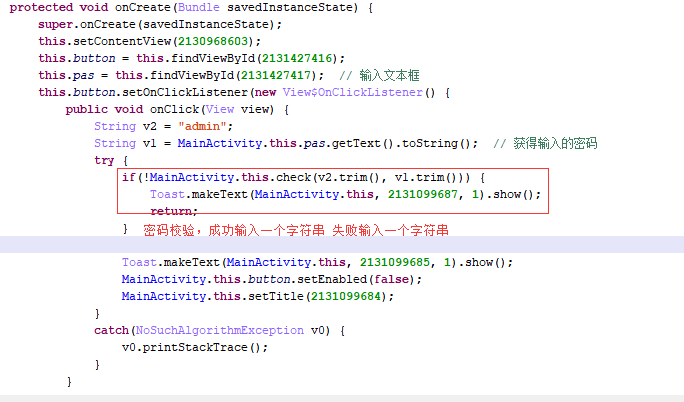 protected void onCreate(Bundle savedInstanceState) {
super.onCreate(savedInstanceState);
this.setContentView(2130968603);
this.button = this.findViewById(2131427416);
this.pas = this.findViewById(2131427417);  // 输入文本框
this.button.setOnClickListener(new View$OnClickListener() {
public void onClick(View view) {
String v2 = "admin";
String v1 = MainActivity.this.pas.getText().toString();  // 获得输入的密码
try {
if(!MainActivity.this.check(v2.trim(), v1.trim())) {
Toast.makeText(MainActivity.this, 2131099687, 1).show();
return;
} 密码校验，成功输入一个字符串 失败输入一个字符串
Toast.makeText(MainActivity.this, 2131099685, 1).show();
MainActivity.this.button.setEnabled(false);
MainActivity.this.setTitle(2131099684);
}
catch(NoSuchAlgorithmException v0) {
v0.printStackTrace();
}
}